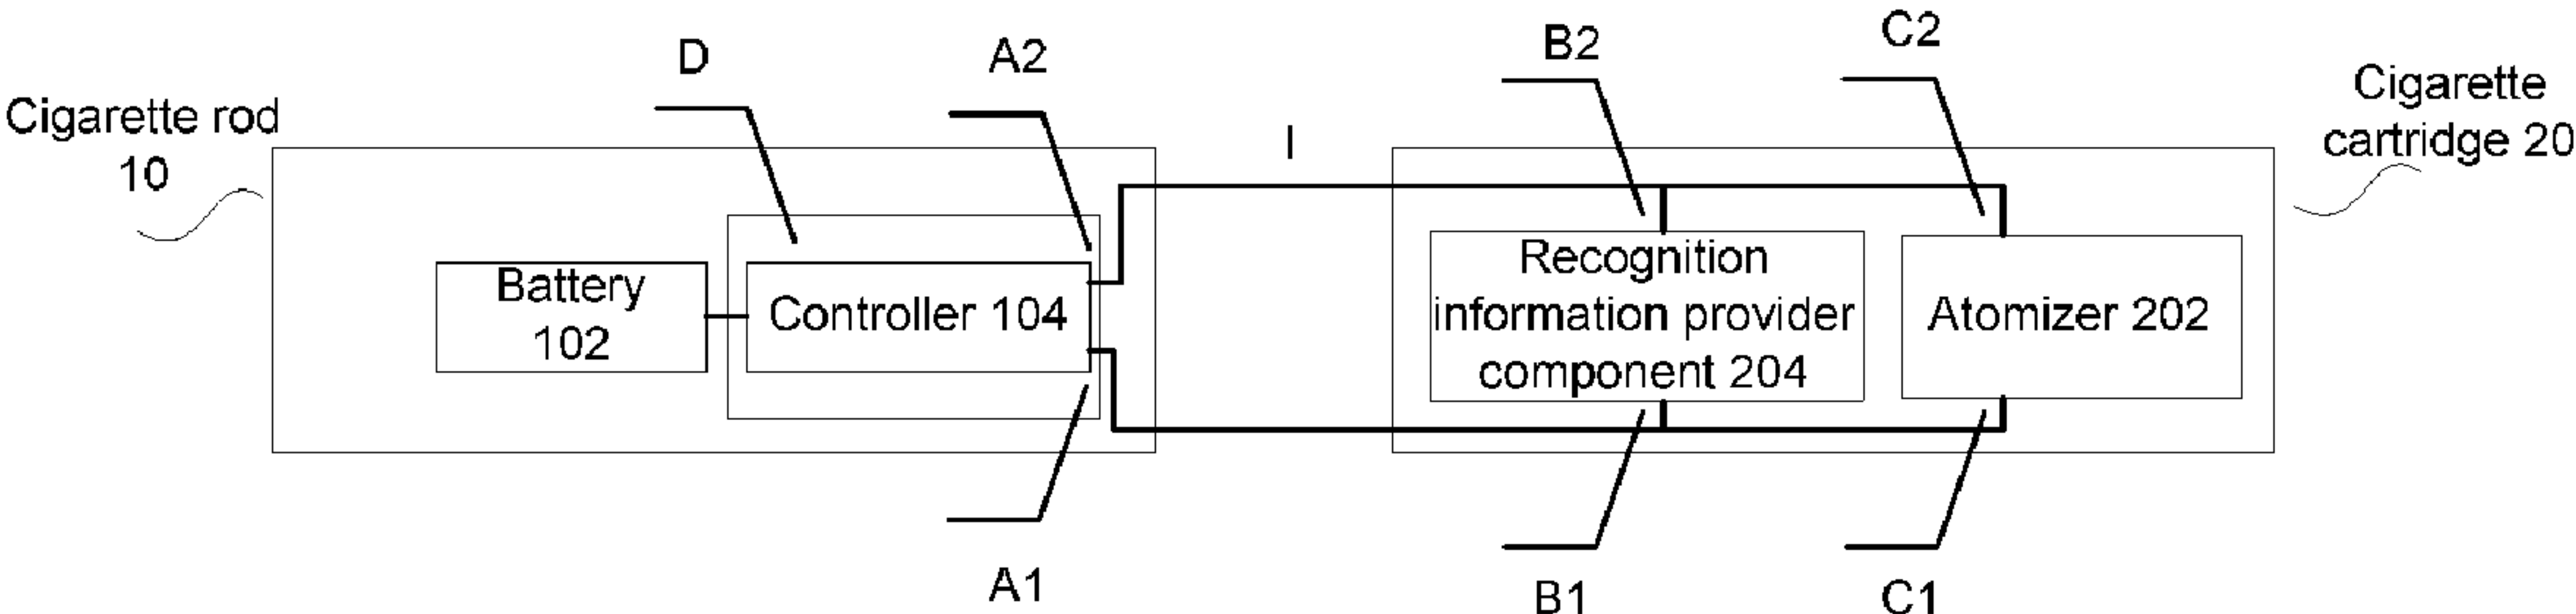 D
A2
B2
C2
Cigarette rod
10
I
Cigarette
cartridge 20
Battery
102
Controller 104
Recognition
information provider
component 204
Atomizer 202
A1
B1
C1